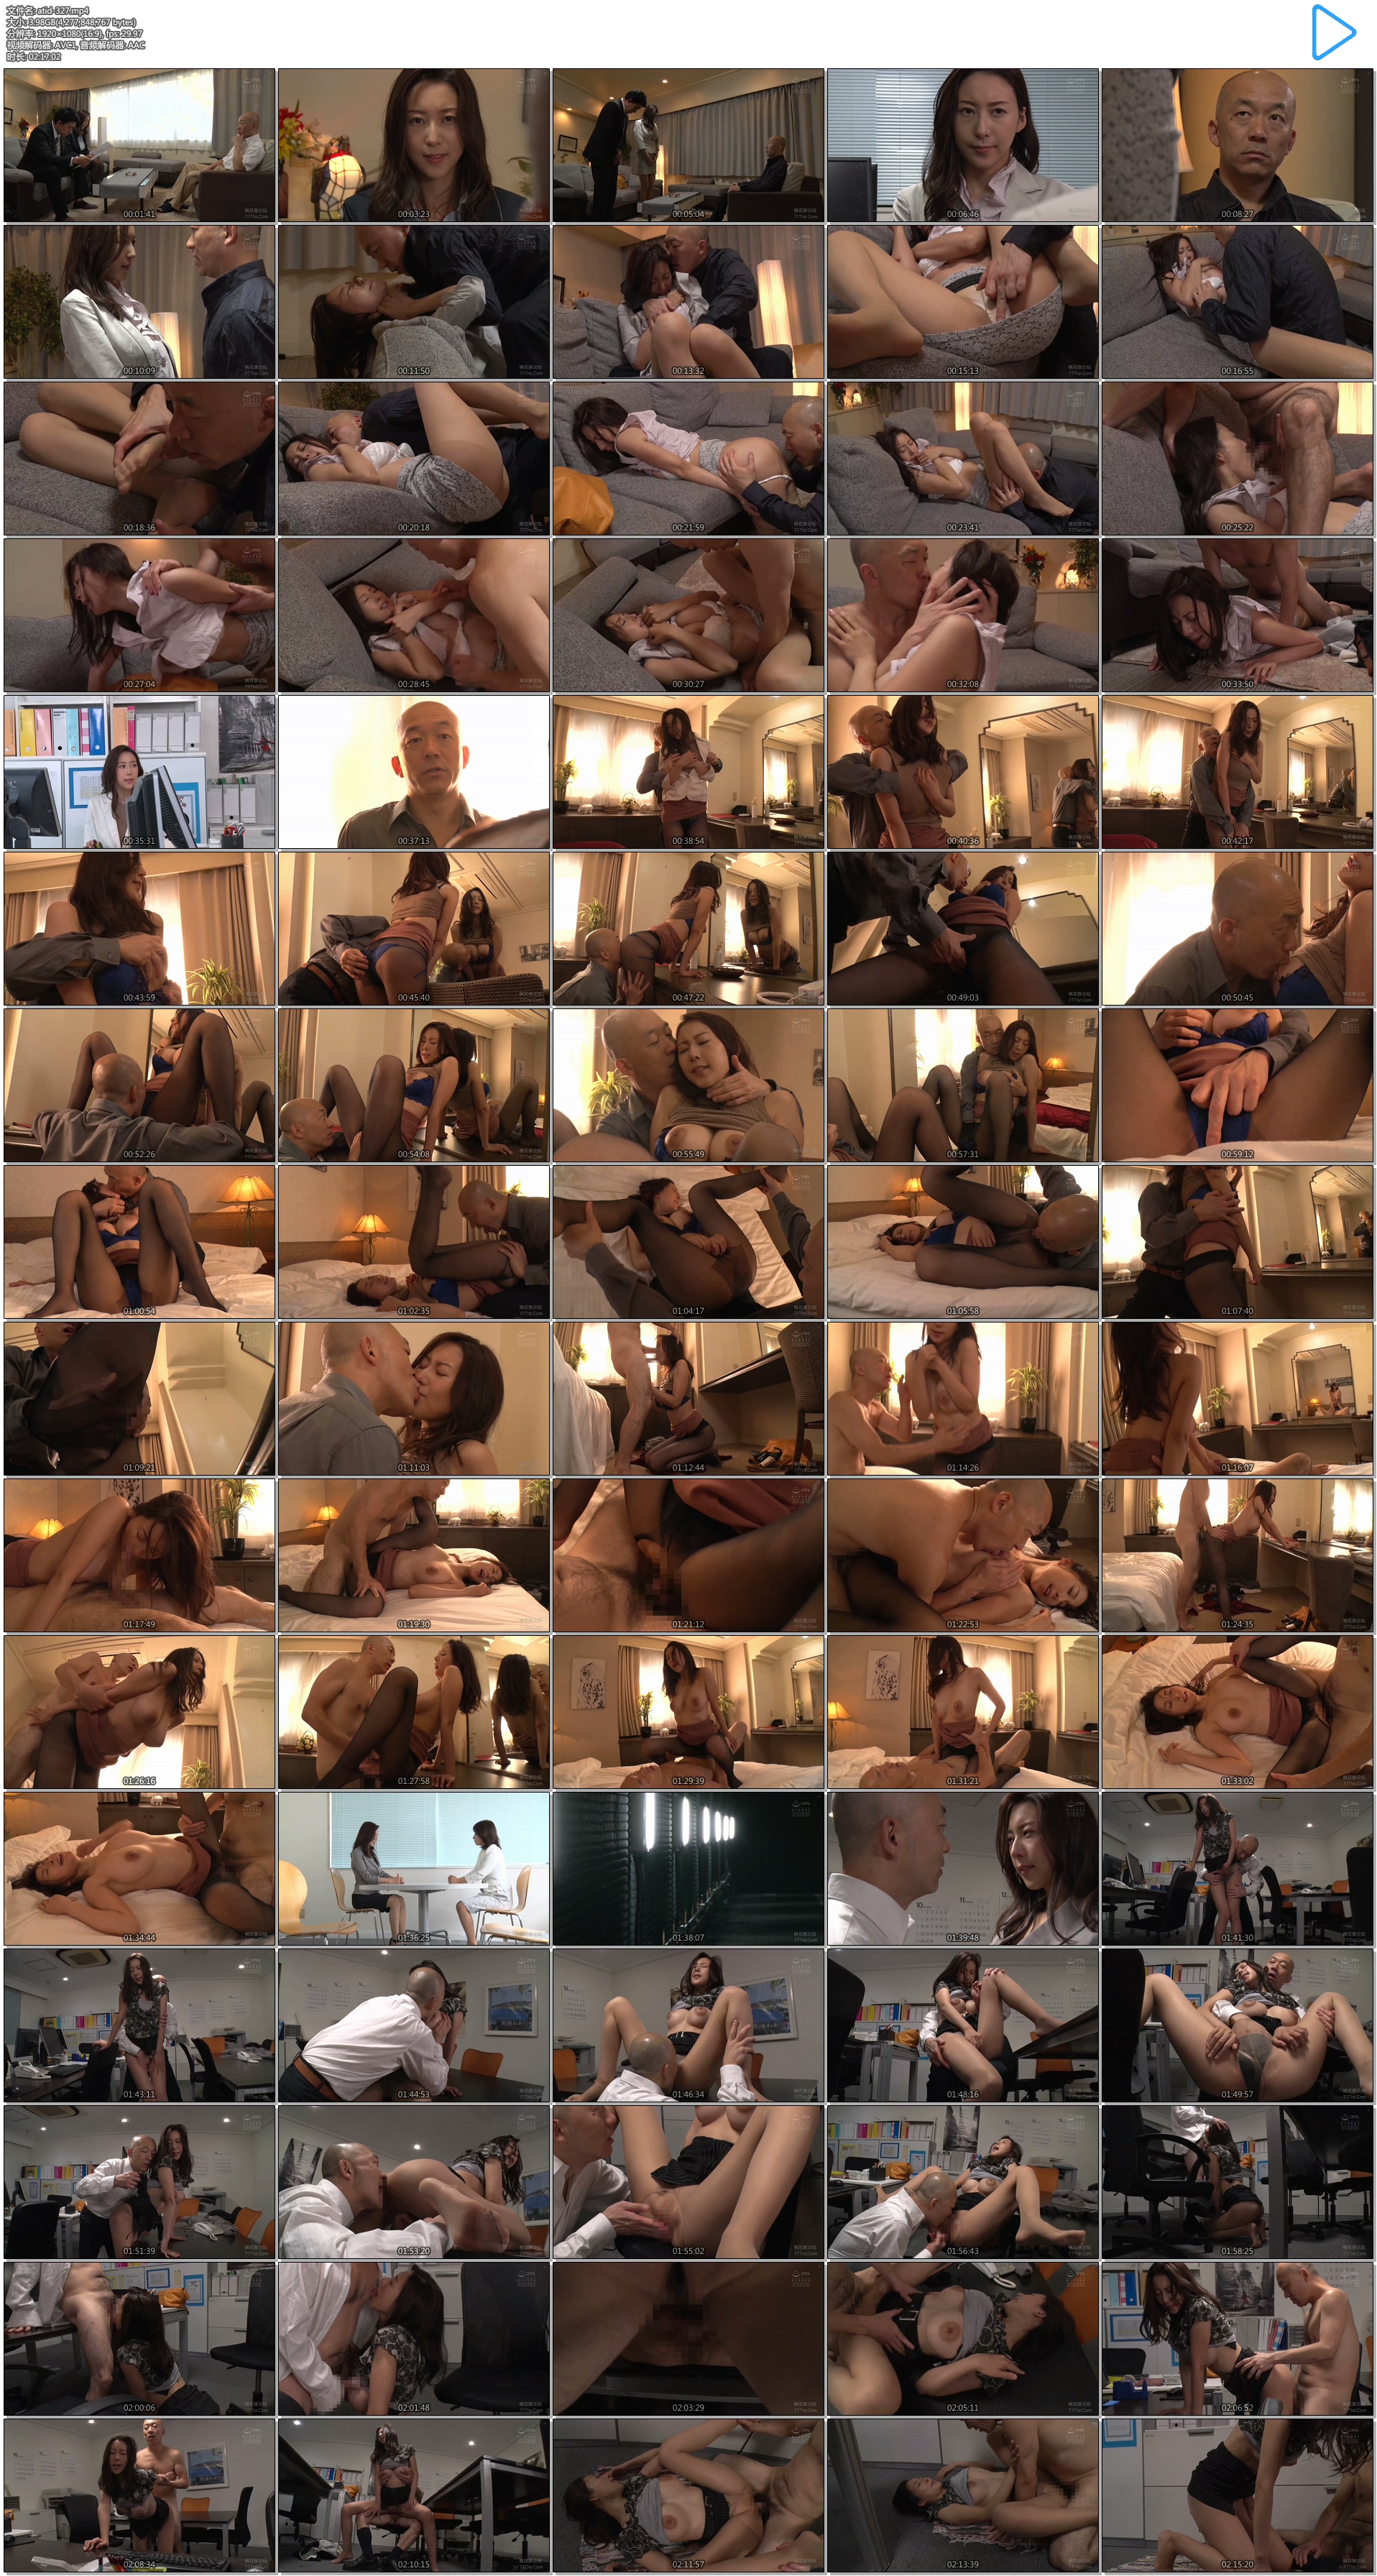 文件名: atid-327.mp4
大小: 3.98GB(4,277,848,767 bytes)
分辨率: 1920×1080(16:9), fps: 29.97
视频解码器: AVC1, 音频解码器: AAC
时长: 02:17:02
00:01:41 00:03:23 00:05:04 00:06:46 00:08:27
00:10:09 00:11:50 00:13:32 00:15:13 00:16:55
00:18:36 00:20:18 00:21:59 00:23:41 00:25:22
00:27:04 00:28:45 00:30:27 00:32:08 00:33:50
00:35:31 00:37:13 00:38:54 00:40:36 00:42:17
00:43:59 00:45:40 00:47:22 00:49:03 00:50:45
00:52:26 00:54:08 00:55:49 00:57:31 00:59:12
01:00:54 01:02:35 01:04:17 01:05:58 01:07:40
01:09:21 01:11:03 01:12:44 01:14:26 01:16:07
01:17:49 01:19:30 01:21:12 01:22:53 01:24:35
01:26:16 01:27:58 01:29:39 01:31:21 01:33:02
01:34:44 01:36:25 01:38:07 01:39:48 01:41:30
01:43:11 01:44:53 01:46:34 01:48:16 01:49:57
01:51:39 01:53:20 01:55:02 01:56:43 01:58:25
02:00:06 02:01:48 02:03:29 02:05:11 02:06:52
02:08:34 02:10:15 02:11:57 02:13:39 02:15:20